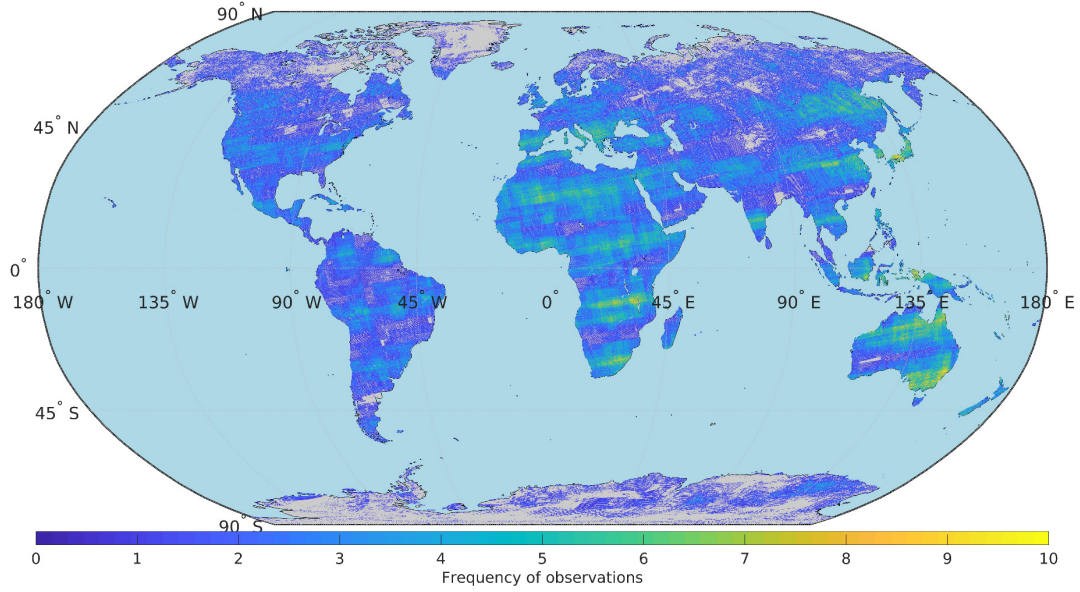 90° N
45° N
0°
180° W 135° W 90° W 45° W 0° 45° E 90° E 135° E 180° E
45° S
90° S
0 1 2 3 4 5 6 7 8 9 10
Frequency of observations